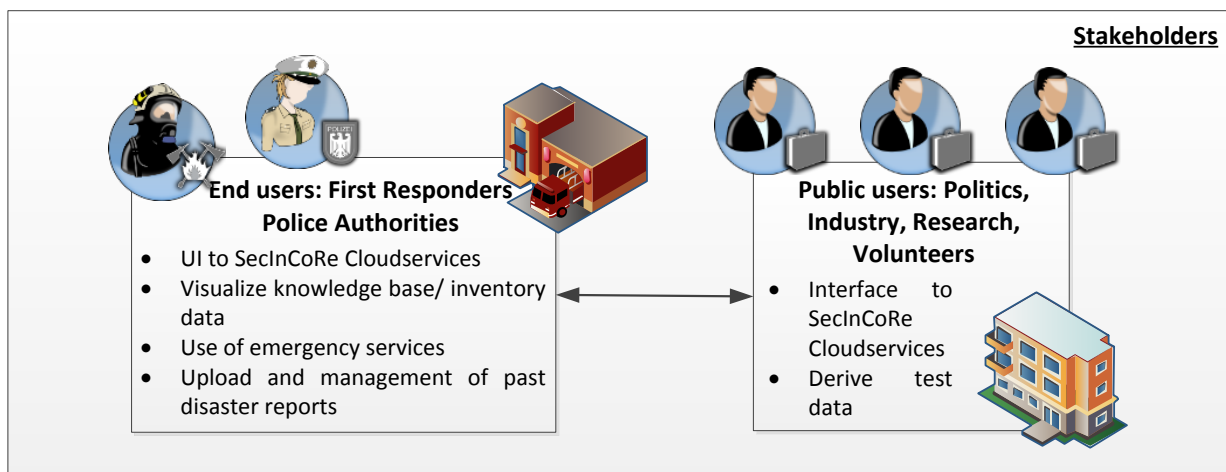 Stakeholders
POLIZEI
End users: First Responders
Police Authorities
• UI to SecInCoRe Cloudservices
• Visualize knowledge base/ inventory
data
• Use of emergency services
• Upload and management of past
disaster reports
Public users: Politics,
Industry, Research,
Volunteers
• Interface to
SecInCoRe
Cloudservices
• Derive test
data